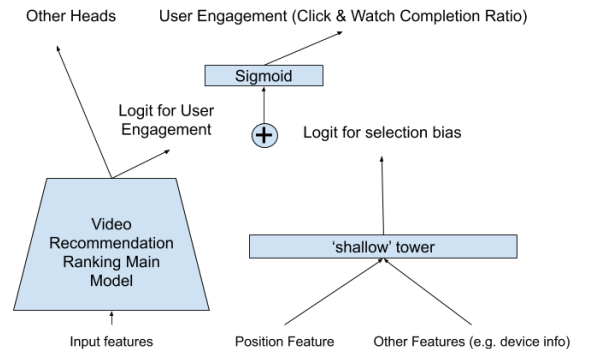 Other Heads
User Engagement (Click & Watch Completion Ratio)
Sigmoid
Logit for User
Engagement
+
Logit for selection bias
Video
Recommendation
Ranking Main
Model
‘shallow’ tower
Input features
Position Feature
Other Features (e.g. device info)